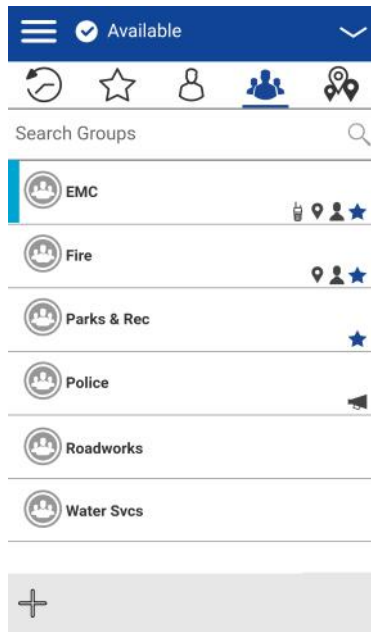 Available
Search Groups
EMC
Fire
Parks & Rec
Police
Roadworks
Water Svcs